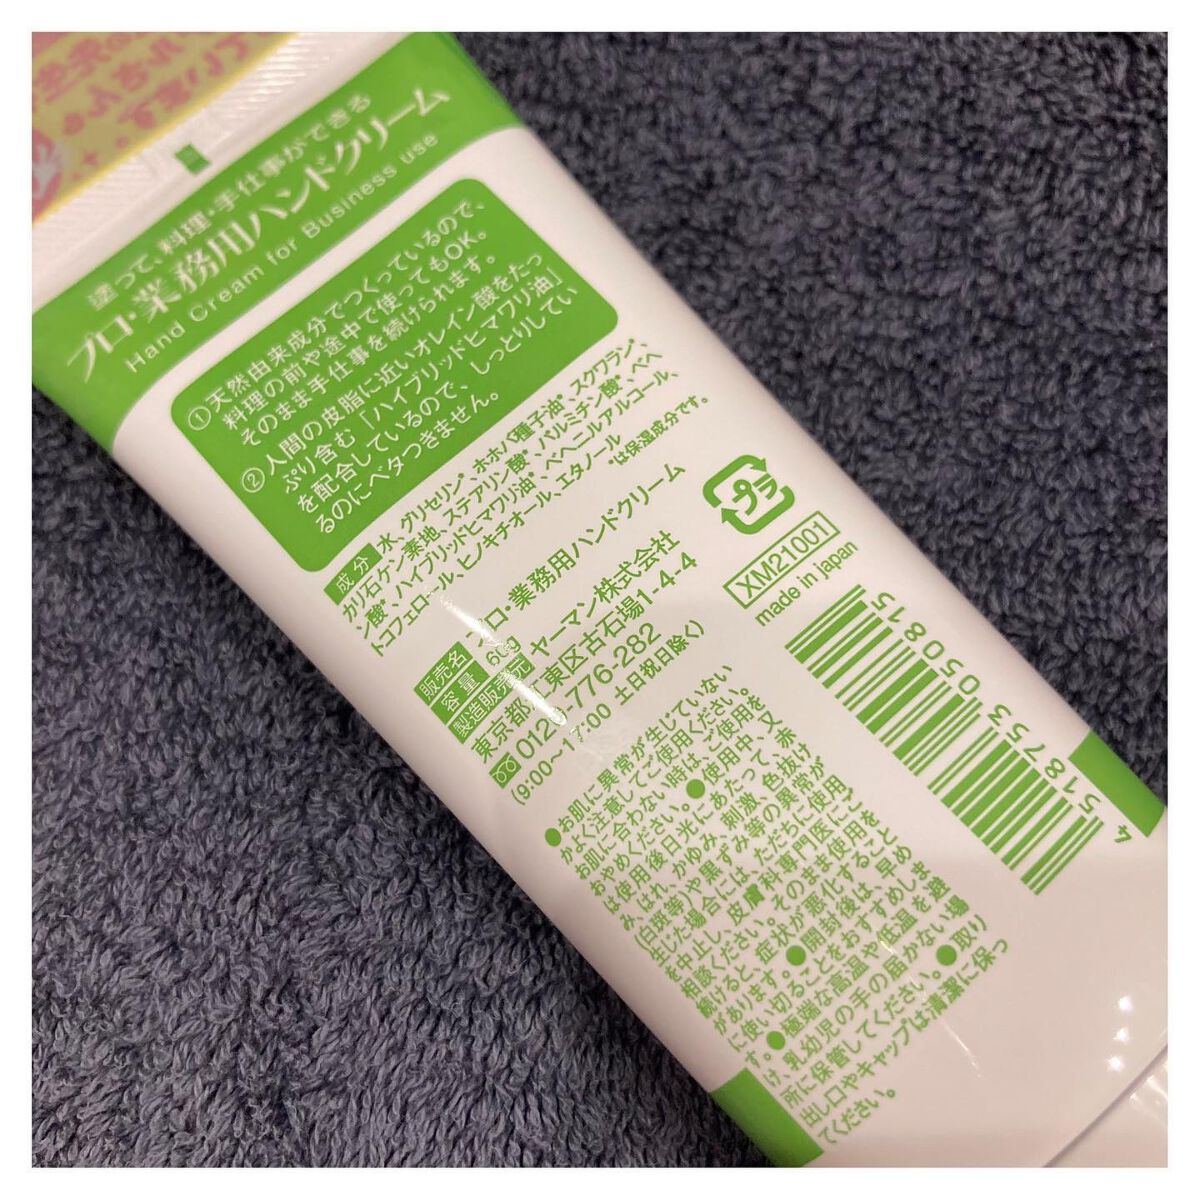 塗って、料理・手仕事ができる
プロ・業務用ハンドクリーム
Hand Cream for Business use
①天然由来成分でつくっているので、
料理の前や途中で使ってもOK。
そのまま手仕事を続けられます。
②人間の皮脂に近いオレイン酸をたっ
ぷり含む「ハイブリッドヒマワリ油」
を配合しているので、しっとりしてい
るのにベタつきません。
成分 水、グリセリン、ホホバ種子油*、スクワラン*、
カリ石ケン素地、ステアリン酸*、パルミチン酸*、ベヘ
ン酸*、ハイブリッドヒマワリ油*、ベヘニルアルコール、
トコフェロール、ヒノキチオール、エタノール
*は保湿成分です。
販売名 プロ・業務用ハンドクリーム
容量 60g
製造販売元 ヤーマン株式会社
東京都江東区古石場1-4-4
0120-776-282
(9:00~17:00 土日祝日除く)
プラ
XM21001
made in japan
4 518753 050815
●お肌に異常が生じていない
かよく注意してご使用ください。
お肌に合わない時は、ご使用を
おやめください。●使用中、又
は使用後日光にあたって、赤
み、はれ、かゆみ、刺激、色抜け
(白斑等)や黒ずみ等の異常が
生じた場合には、ただちに使用
を中止し、皮膚科専門医にご
相談ください。そのまま使用を
続けると、症状が悪化すること
があります。●開封後は、早め
に使い切ることをおすすめしま
す。●極端な高温や、低温を避
け、乳幼児の手の届かない場
所に保管してください。●取り
出し口やキャップは清潔に保っ
てください。